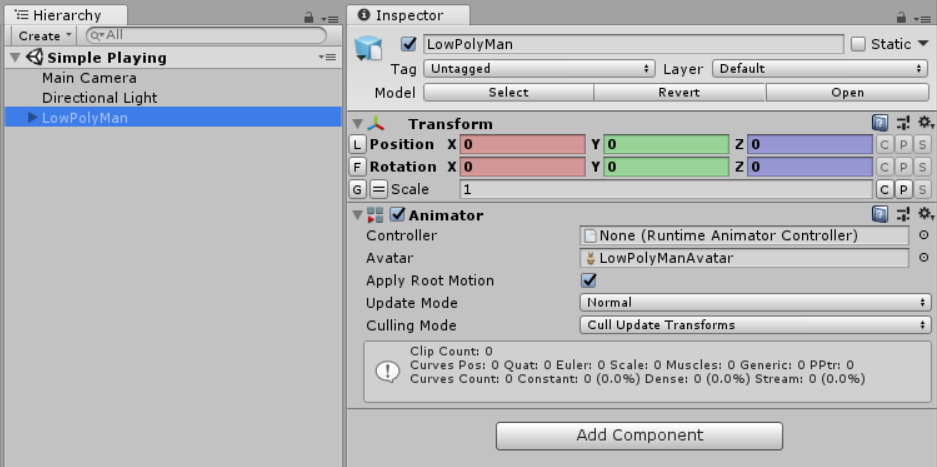 Hierarchy
Create
All
Simple Playing
Main Camera
Directional Light
LowPolyMan
Inspector
LowPolyMan
Static
Tag Untagged Layer Default
Model Select Revert Open
Transform
L Position X 0 Y 0 Z 0 C P S
F Rotation X 0 Y 0 Z 0 C P S
G = Scale 1 C P S
Animator
Controller None (Runtime Animator Controller)
Avatar LowPolyManAvatar
Apply Root Motion
Update Mode Normal
Culling Mode Cull Update Transforms
Clip Count: 0
Curves Pos: 0 Quat: 0 Euler: 0 Scale: 0 Muscles: 0 Generic: 0 PPtr: 0
Curves Count: 0 Constant: 0 (0.0%) Dense: 0 (0.0%) Stream: 0 (0.0%)
Add Component